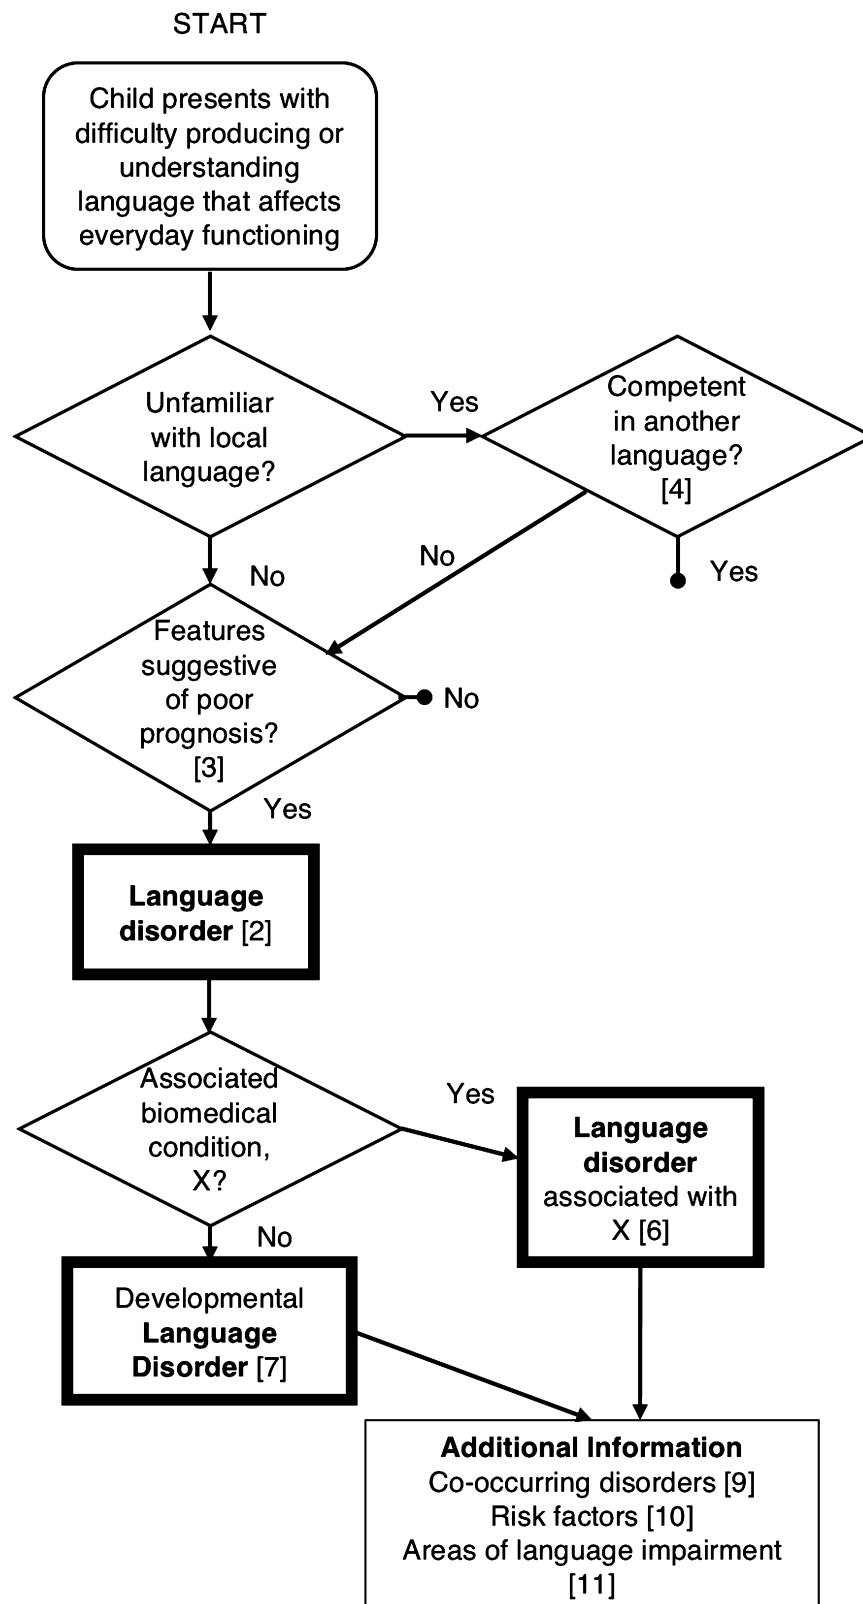 START
Child presents with
difficulty producing or
understanding
language that affects
everyday functioning
Unfamiliar
with local
language?
Yes
Competent
in another
language?
[4]
No
No
Yes
Features
suggestive
of poor
prognosis?
[3]
No
Yes
Language
disorder [2]
Associated
biomedical
condition,
X?
Yes
Language
disorder
associated with
X [6]
No
Developmental
Language
Disorder [7]
Additional Information
Co-occurring disorders [9]
Risk factors [10]
Areas of language impairment
[11]